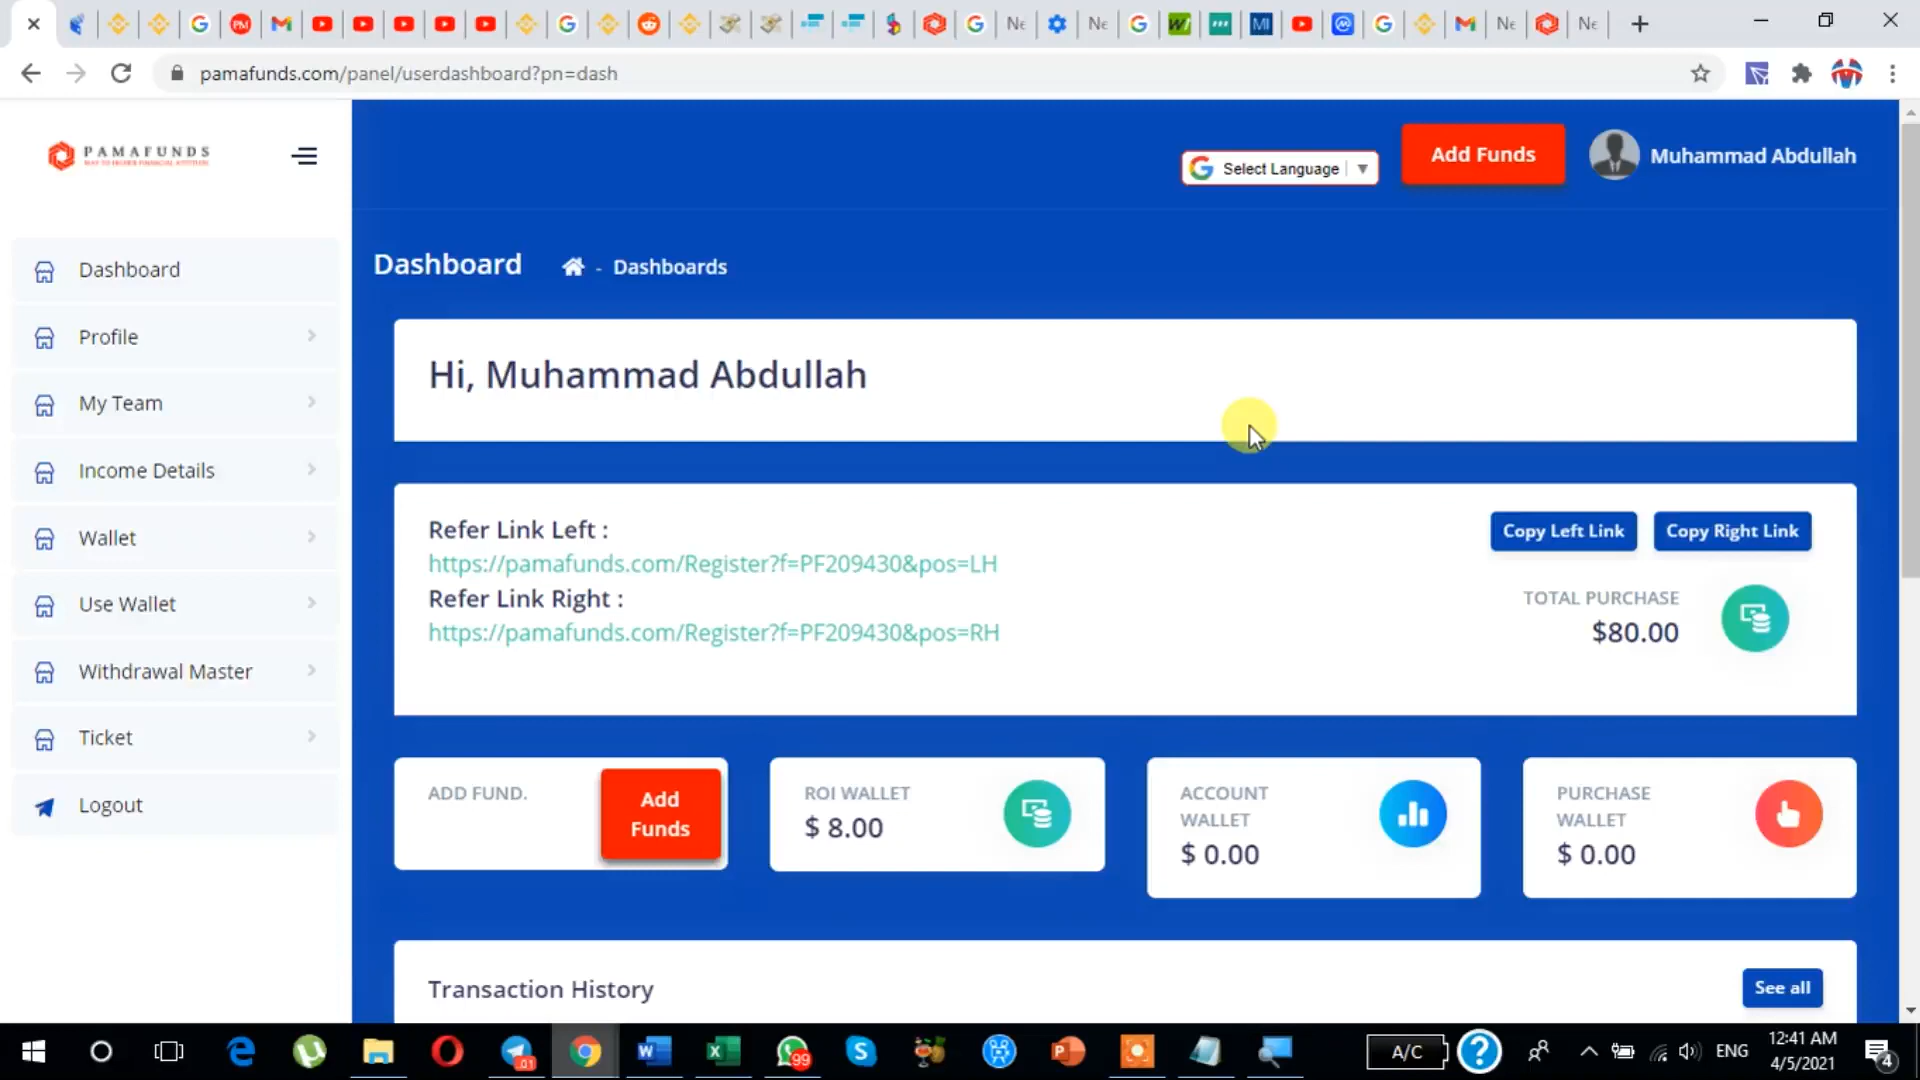 Ne
Ne
Ne
Ne
pamafunds.com/panel/userdashboard?pn=dash
PAMAFUNDS
Select Language
Add Funds
Muhammad Abdullah
Dashboard
Profile
My Team
Income Details
Wallet
Use Wallet
Withdrawal Master
Ticket
Logout
Dashboard - Dashboards
Hi, Muhammad Abdullah
Refer Link Left :
https://pamafunds.com/Register?f=PF209430&pos=LH
Refer Link Right :
https://pamafunds.com/Register?f=PF209430&pos=RH
Copy Left Link
Copy Right Link
TOTAL PURCHASE
$80.00
ADD FUND.
Add
Funds
ROI WALLET
$ 8.00
ACCOUNT
WALLET
$ 0.00
PURCHASE
WALLET
$ 0.00
Transaction History
See all
A/C
ENG
12:41 AM
4/5/2021